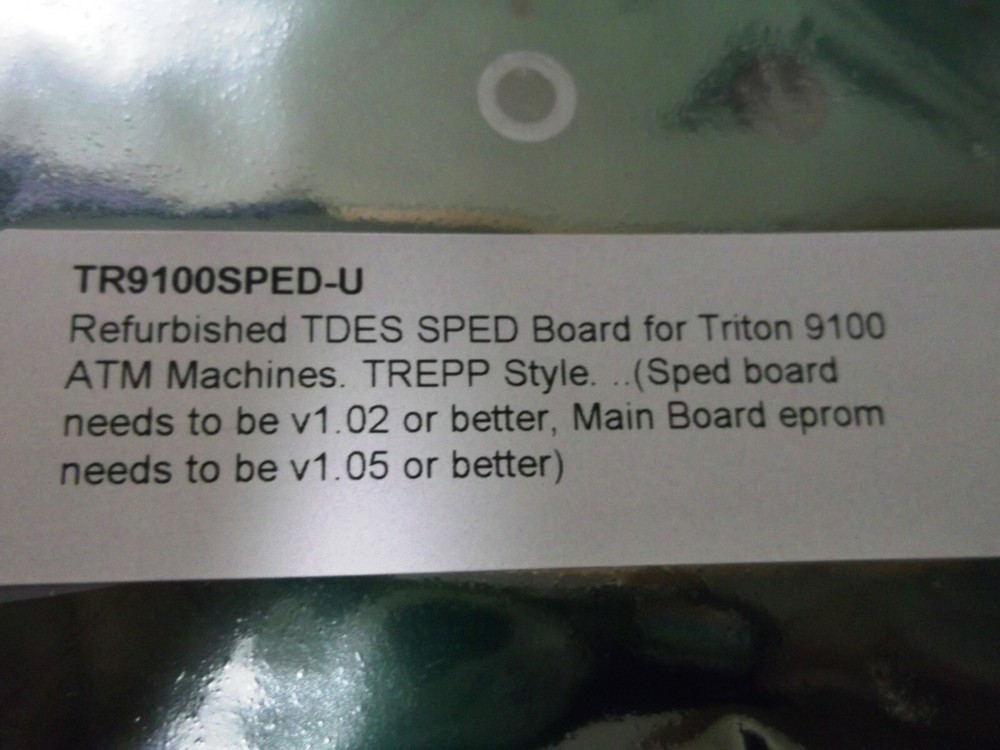 TR9100SPED-U
Refurbished TDES SPED Board for Triton 9100
ATM Machines. TREPP Style. ..(Sped board
needs to be v1.02 or better, Main Board eprom
needs to be v1.05 or better)